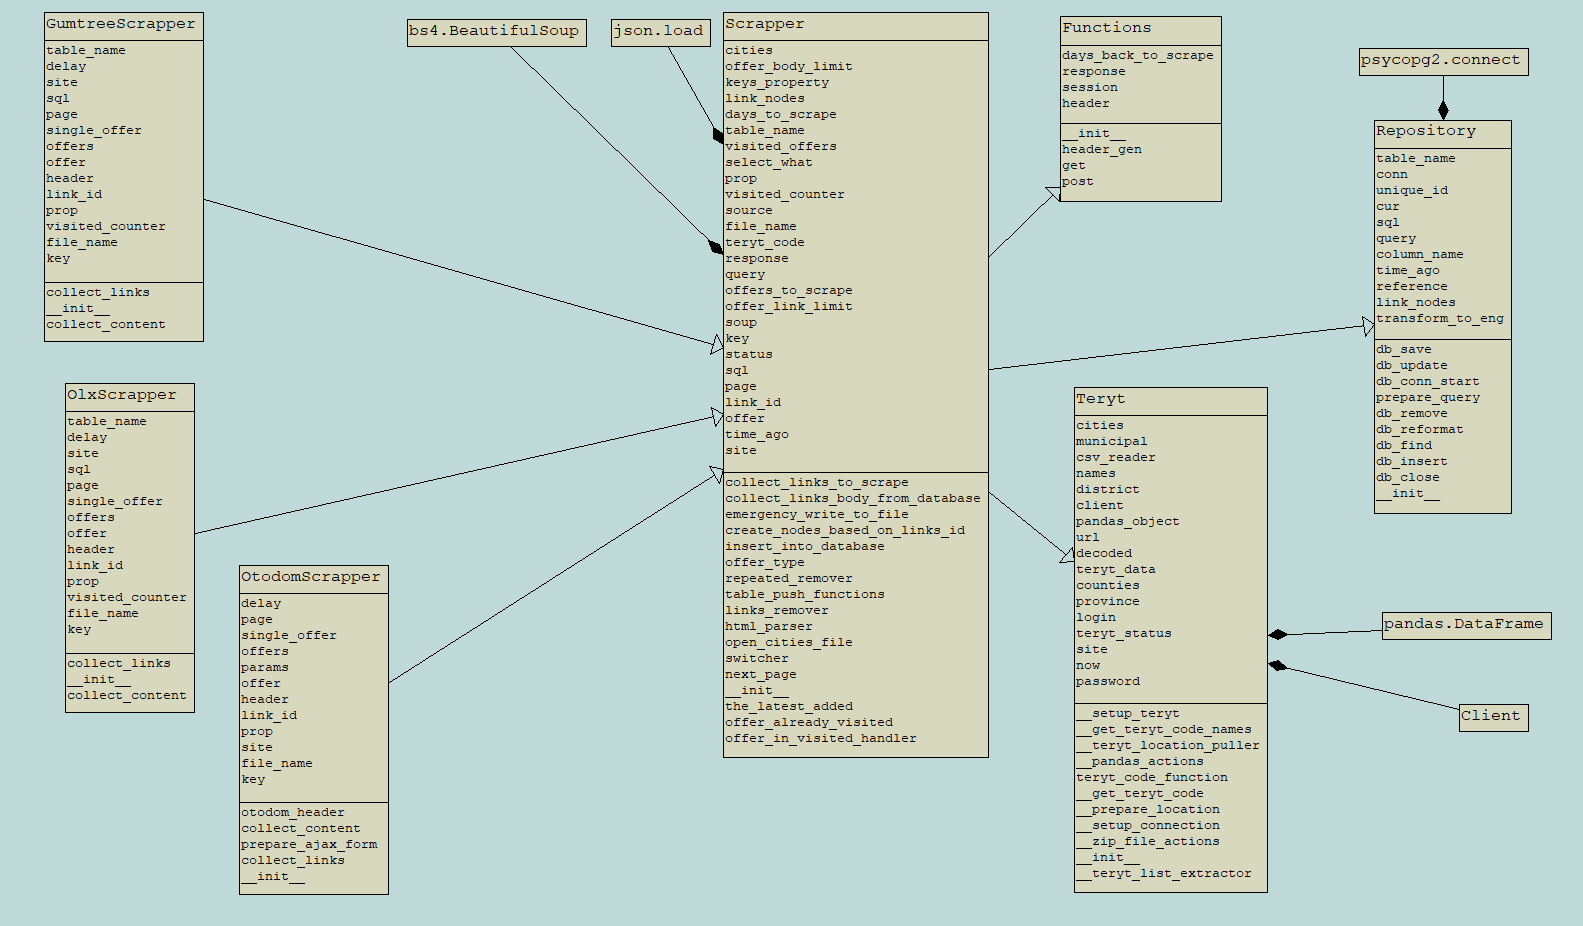 GumtreeScrapper
table_name
delay
site
sql
page
single_offer
offers
offer
header
link_id
prop
visited_counter
file_name
key
collect_links
__init__
collect_content
OlxScrapper
table_name
delay
site
sql
page
single_offer
offers
offer
header
link_id
prop
visited_counter
file_name
key
collect_links
__init__
collect_content
OtodomScrapper
delay
page
single_offer
offers
params
offer
header
link_id
prop
site
file_name
key
otodom_header
collect_content
prepare_ajax_form
collect_links
__init__
bs4.BeautifulSoup
json.load
Scrapper
cities
offer_body_limit
keys_property
link_nodes
days_to_scrape
table_name
visited_offers
select_what
prop
visited_counter
source
file_name
teryt_code
response
query
offers_to_scrape
offer_link_limit
soup
key
status
sql
page
link_id
offer
time_ago
site
collect_links_to_scrape
collect_links_body_from_database
emergency_write_to_file
create_nodes_based_on_links_id
insert_into_database
offer_type
repeated_remover
table_push_functions
links_remover
html_parser
open_cities_file
switcher
next_page
__init__
the_latest_added
offer_already_visited
offer_in_visited_handler
Functions
days_back_to_scrape
response
session
header
__init__
header_gen
get
post
psycopg2.connect
Repository
table_name
conn
unique_id
cur
sql
query
column_name
time_ago
reference
link_nodes
transform_to_eng
db_save
db_update
db_conn_start
prepare_query
db_remove
db_reformat
db_find
db_insert
db_close
__init__
Teryt
cities
municipal
csv_reader
names
district
client
pandas_object
url
decoded
teryt_data
counties
province
login
teryt_status
site
now
password
__setup_teryt
__get_teryt_code_names
__teryt_location_puller
__pandas_actions
teryt_code_function
__get_teryt_code
__prepare_location
__setup_connection
__zip_file_actions
__init__
__teryt_list_extractor
pandas.DataFrame
Client